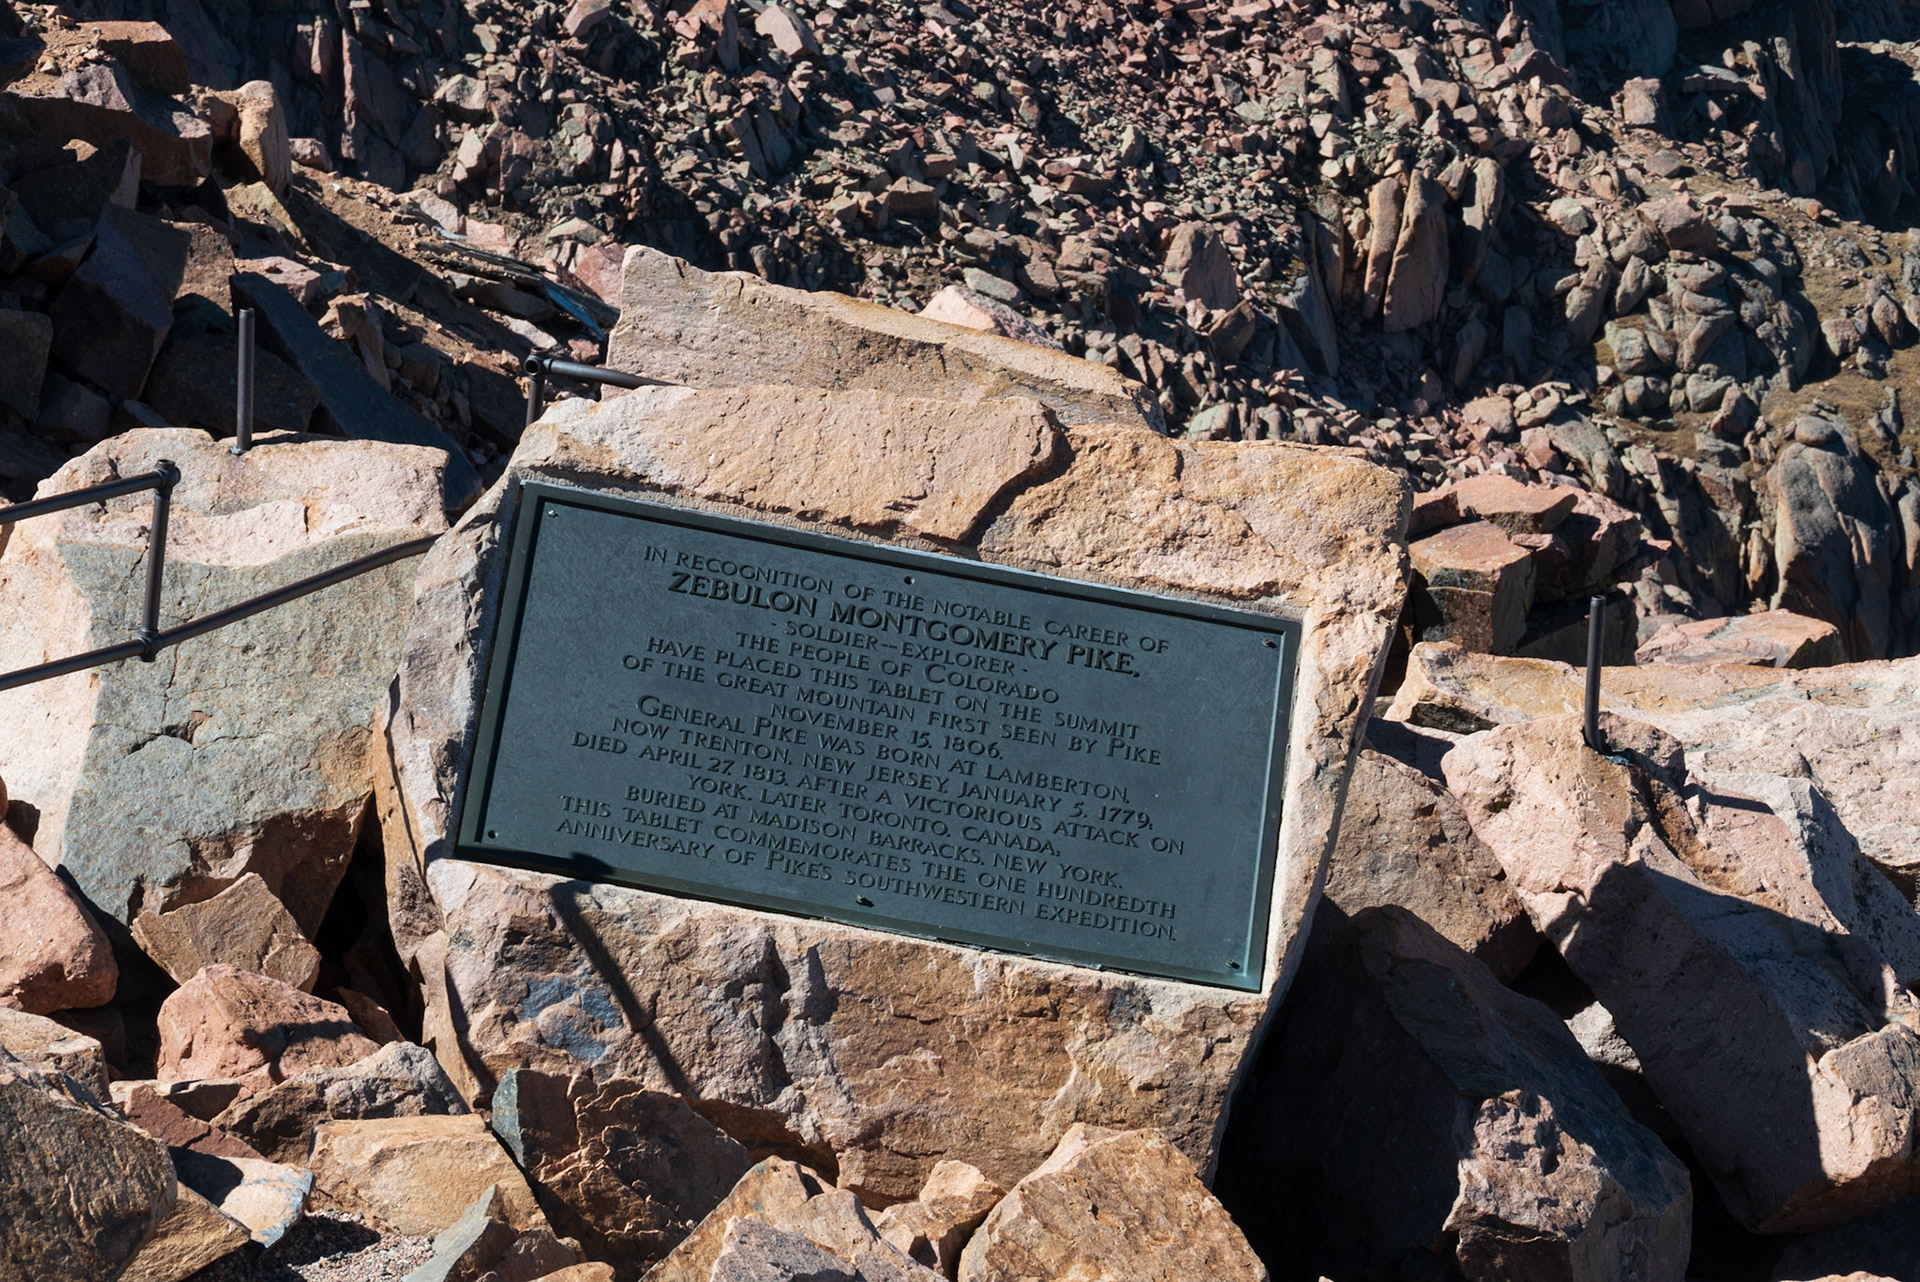 IN RECOGNITION OF THE NOTABLE CAREER OF
ZEBULON MONTGOMERY PIKE,
- SOLDIER--EXPLORER -
THE PEOPLE OF COLORADO
HAVE PLACED THIS TABLET ON THE SUMMIT
OF THE GREAT MOUNTAIN FIRST SEEN BY PIKE
NOVEMBER 15, 1806.
GENERAL PIKE WAS BORN AT LAMBERTON,
NOW TRENTON, NEW JERSEY, JANUARY 5, 1779,
DIED APRIL 27, 1813, AFTER A VICTORIOUS ATTACK ON
YORK, LATER TORONTO, CANADA,
BURIED AT MADISON BARRACKS, NEW YORK.
THIS TABLET COMMEMORATES THE ONE HUNDREDTH
ANNIVERSARY OF PIKE'S SOUTHWESTERN EXPEDITION.